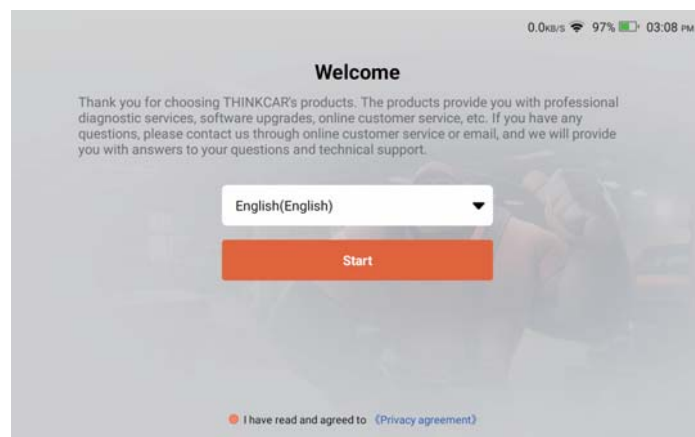 0.0KB/S 97% 03:08 PM
Welcome
Thank you for choosing THINKCAR's products. The products provide you with professional
diagnostic services, software upgrades, online customer service, etc. If you have any
questions, please contact us through online customer service or email, and we will provide
you with answers to your questions and technical support.
English(English)
Start
I have read and agreed to 《Privacy agreement》